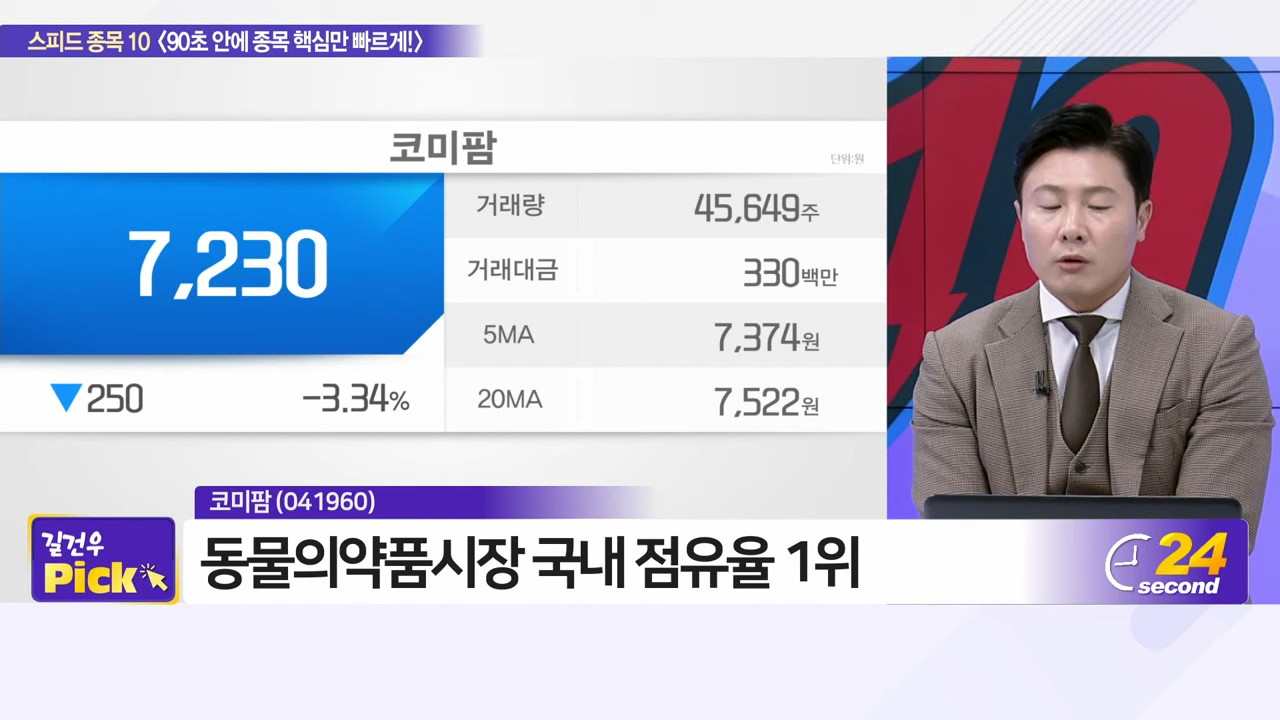 스피드 종목 10 〈90초 안에 종목 핵심만 빠르게!〉
코미팜
단위:원
7,230
▼250 -3.34%
거래량 45,649주
거래대금 330백만
5MA 7,374원
20MA 7,522원
10
코미팜 (041960)
길건우
Pick
동물의약품시장 국내 점유율 1위
24
second